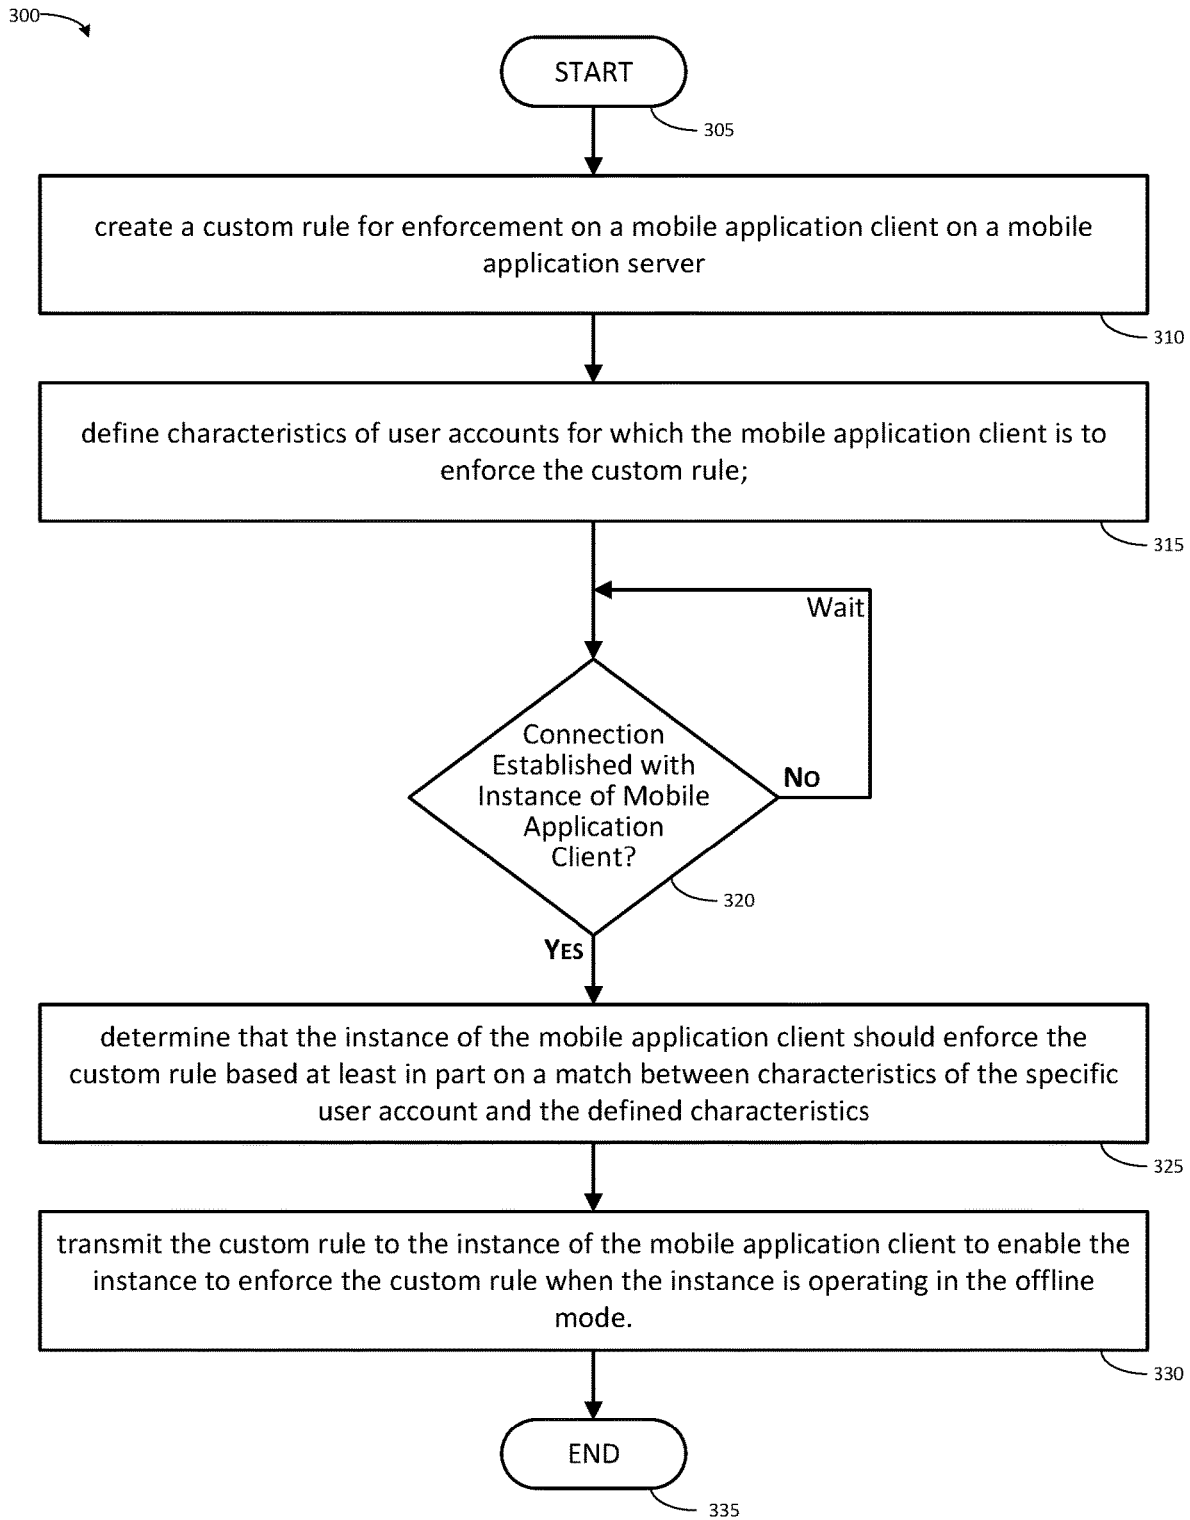 300
START
305
create a custom rule for enforcement on a mobile application client on a mobile
application server
310
define characteristics of user accounts for which the mobile application client is to
enforce the custom rule;
315
Wait
Connection
Established with
Instance of Mobile
Application
Client?
No
320
Yes
determine that the instance of the mobile application client should enforce the
custom rule based at least in part on a match between characteristics of the specific
user account and the defined characteristics
325
transmit the custom rule to the instance of the mobile application client to enable the
instance to enforce the custom rule when the instance is operating in the offline
mode.
330
END
335